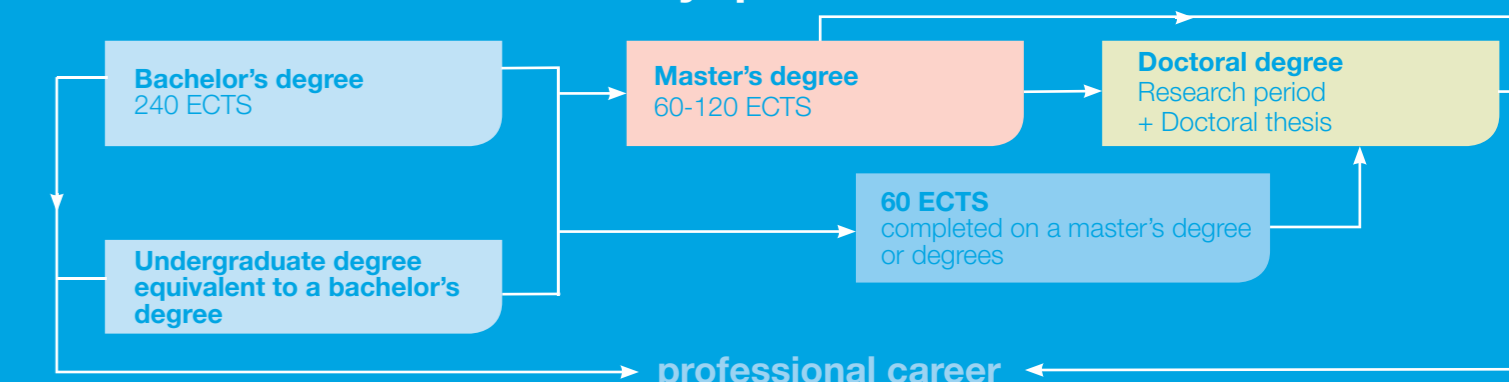 Bachelor's degree
240 ECTS
Master's degree
60-120 ECTS
Doctoral degree
Research period
+ Doctoral thesis
60 ECTS
completed on a master's degree
or degrees
Undergraduate degree
equivalent to a bachelor's
degree
professional career